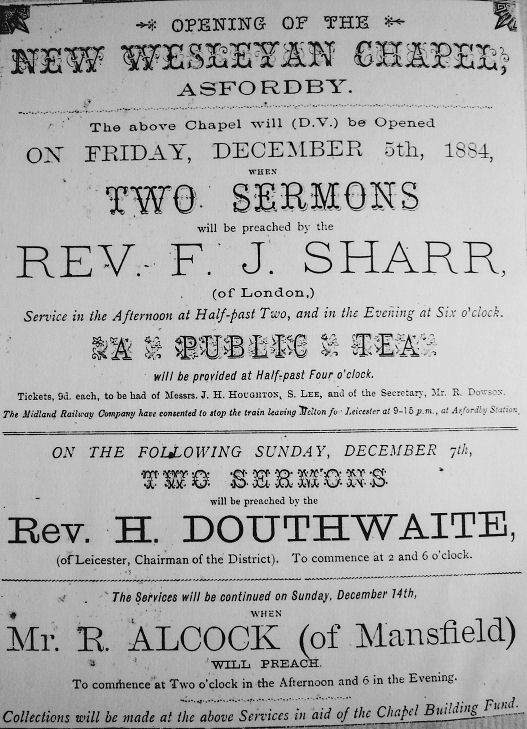 OPENING OF THE
NEW WESLEYAN CHAPEL,
ASFORDBY.
The above Chapel will (D.V.) be Opened
ON FRIDAY, DECEMBER 5th, 1884,
WHEN
TWO SERMONS
will be preached by the
REV. F. J. SHARR,
(of London,)
Service in the Afternoon at Half-past Two, and in the Evening at Six o'clock.
A PUBLIC TEA
will be provided at Half-past Four o'clock.
Tickets, 9d. each, to be had of Messrs. J. H. HOUGHTON, S. LEE, and of the Secretary, Mr. R. DOWSON.
The Midland Railway Company have consented to stop the train leaving Melton for Leicester at 9-15 p.m., at Asfordby Station,
ON THE FOLLOWING SUNDAY, DECEMBER 7th,
TWO SERMONS
will be preached by the
Rev. H. DOUTHWAITE,
(of Leicester, Chairman of the District). To commence at 2 and 6 o'clock.
The Services will be continued on Sunday, December 14th,
WHEN
Mr. R. ALCOCK (of Mansfield)
WILL PREACH.
To commence at Two o'clock in the Afternoon and 6 in the Evening.
Collections will be made at the above Services in aid of the Chapel Building Fund.